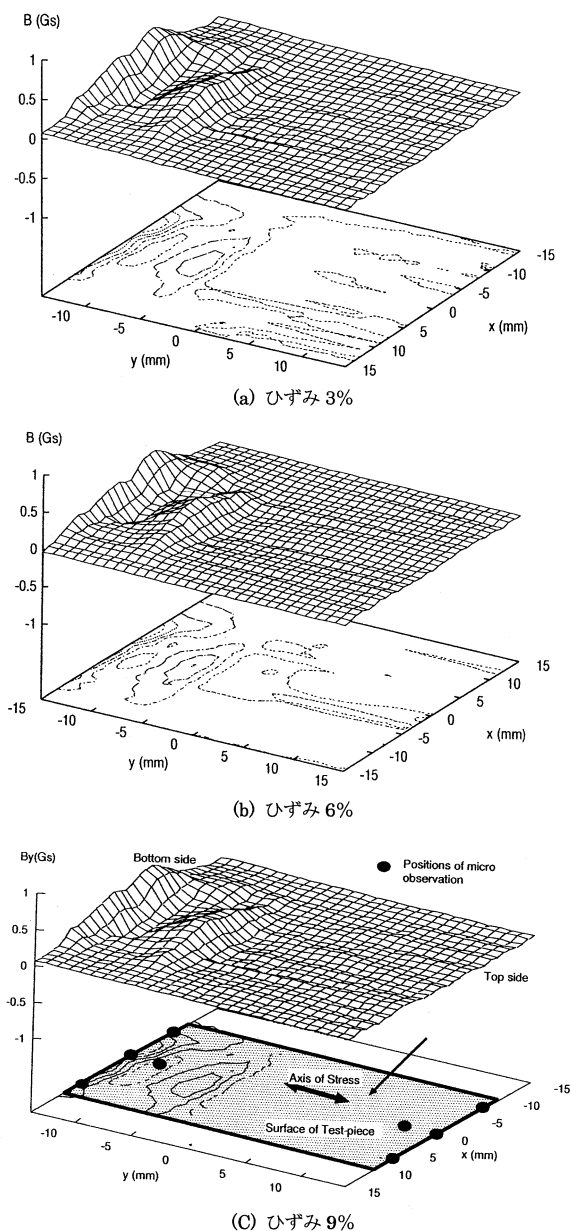 B (Gs)
1
0.5
0
-0.5
-1
-10
-5
0
5
10
y (mm)
15
10
5
0
-5
-10
-15
x (mm)
(a) ひずみ 3%
B (Gs)
1
0.5
0
-0.5
-1
-15
-10
-5
0
5
10
15
y (mm)
-15
-10
-5
0
5
10
15
x (mm)
(b) ひずみ 6%
By(Gs)
Bottom side
Positions of micro
observation
1
0.5
0
-0.5
-1
Top side
Axis of Stress
Surface of Test-piece
-10
-5
0
5
10
y (mm)
15
10
5
0
-5
-10
-15
x (mm)
(C) ひずみ 9%